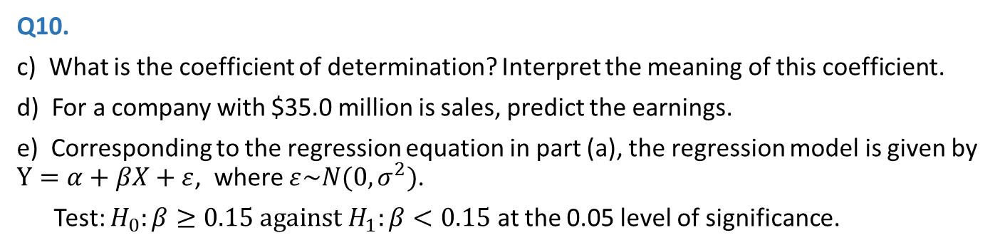 Q10.
c) What is the coefficient of determination? Interpret the meaning of this coefficient.
d) For a company with $35.0 million is sales, predict the earnings.
e) Corresponding to the regression equation in part (a), the regression model is given by
Y = α + βX + ε, where ε~N(0,σ²).
Test: H₀: β ≥ 0.15 against H₁: β < 0.15 at the 0.05 level of significance.